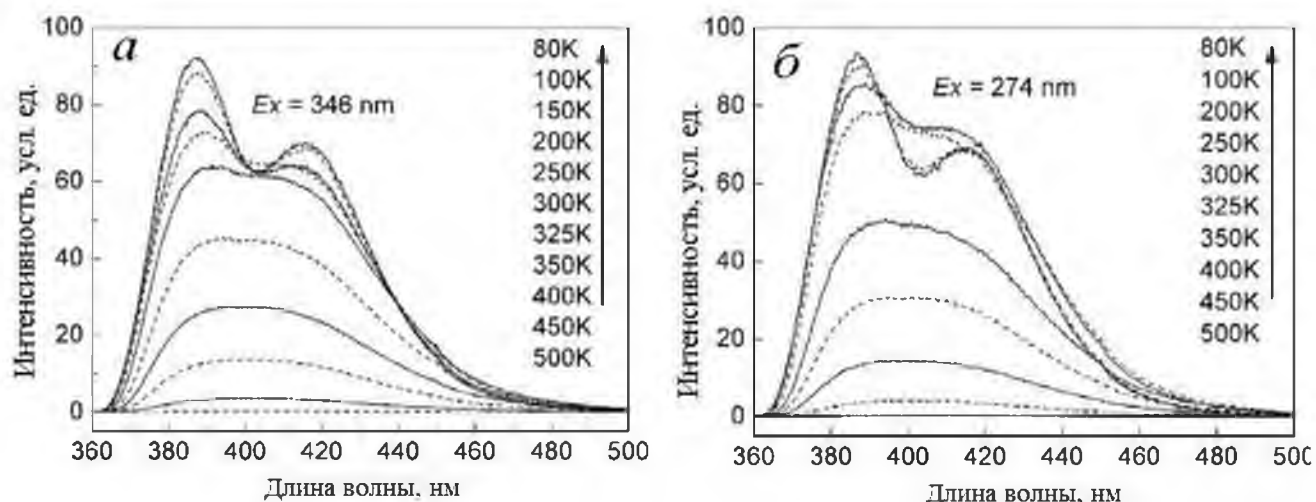 а
Ex = 346 nm
80K
100K
150K
200K
250K
300K
325K
350K
400K
450K
500K
Интенсивность, усл. ед.
100
80
60
40
20
0
360 380 400 420 440 460 480 500
Длина волны, нм
б
Ex = 274 nm
80K
100K
200K
250K
300K
325K
350K
400K
450K
500K
Интенсивность, усл. ед.
100
80
60
40
20
0
360 380 400 420 440 460 480 500
Длина волны, нм